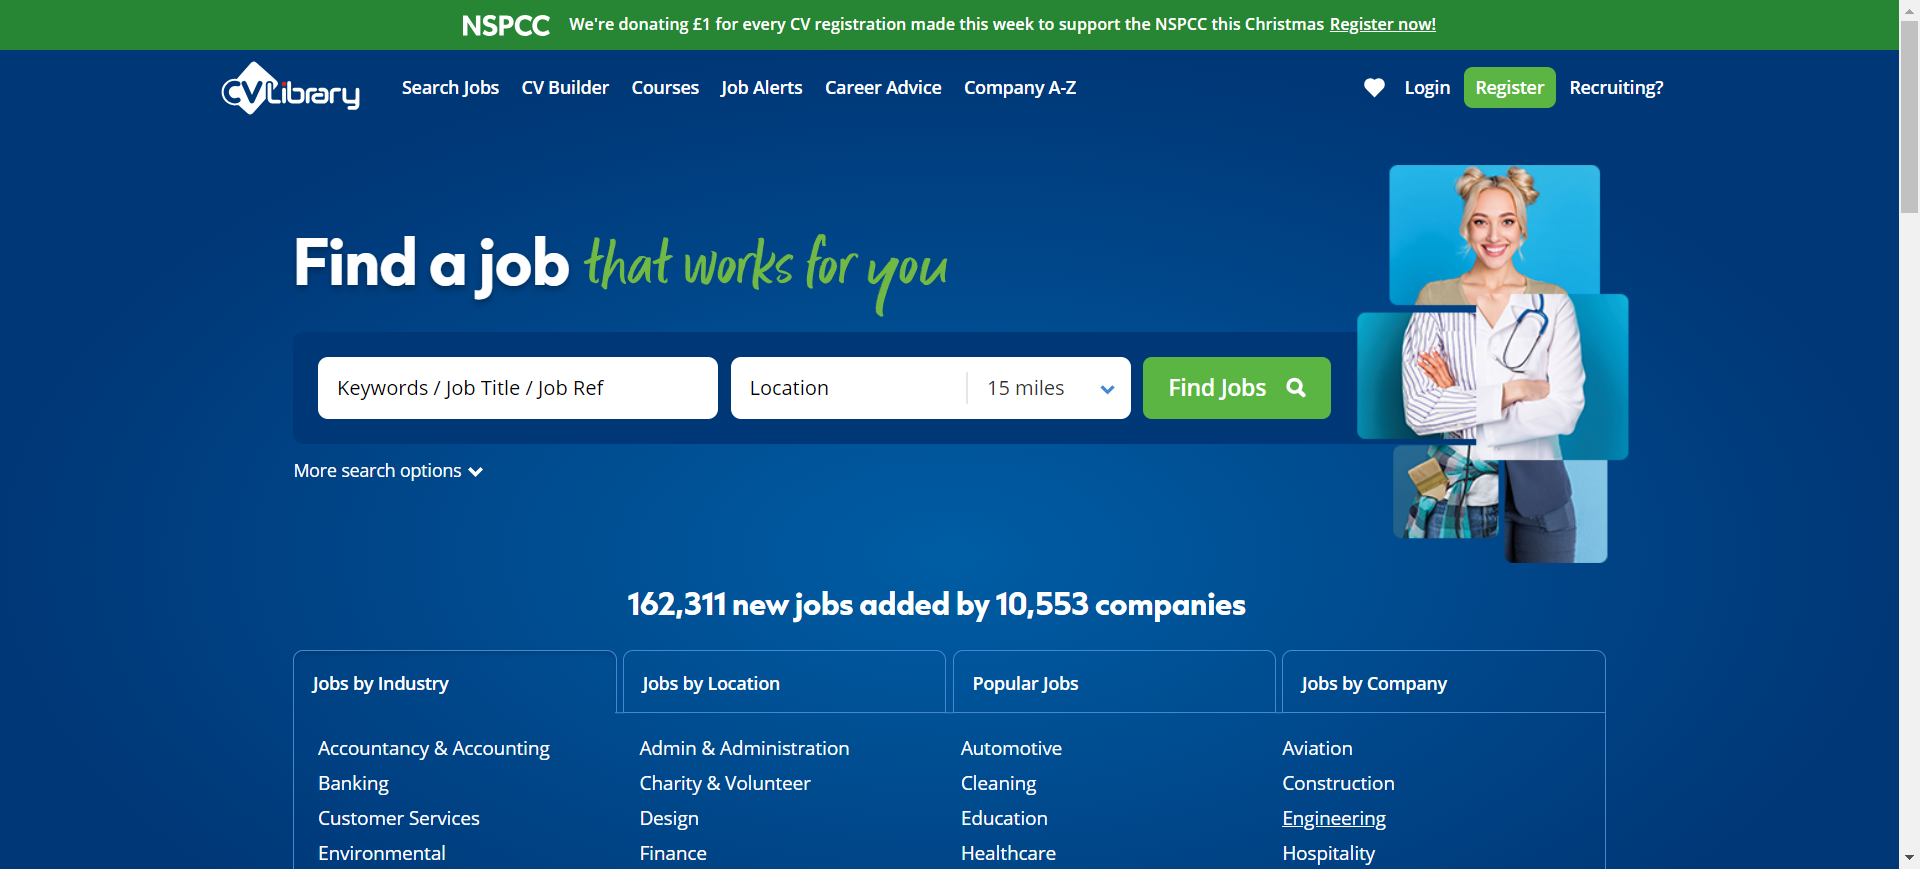 NSPCC We're donating £1 for every CV registration made this week to support the NSPCC this Christmas Register now!
CVLibrary Search Jobs CV Builder Courses Job Alerts Career Advice Company A-Z Login Register Recruiting?
Find a job that works for you
Keywords / Job Title / Job Ref Location 15 miles Find Jobs
More search options
162,311 new jobs added by 10,553 companies
Jobs by Industry Jobs by Location Popular Jobs Jobs by Company
Accountancy & Accounting Admin & Administration Automotive Aviation
Banking Charity & Volunteer Cleaning Construction
Customer Services Design Education Engineering
Environmental Finance Healthcare Hospitality